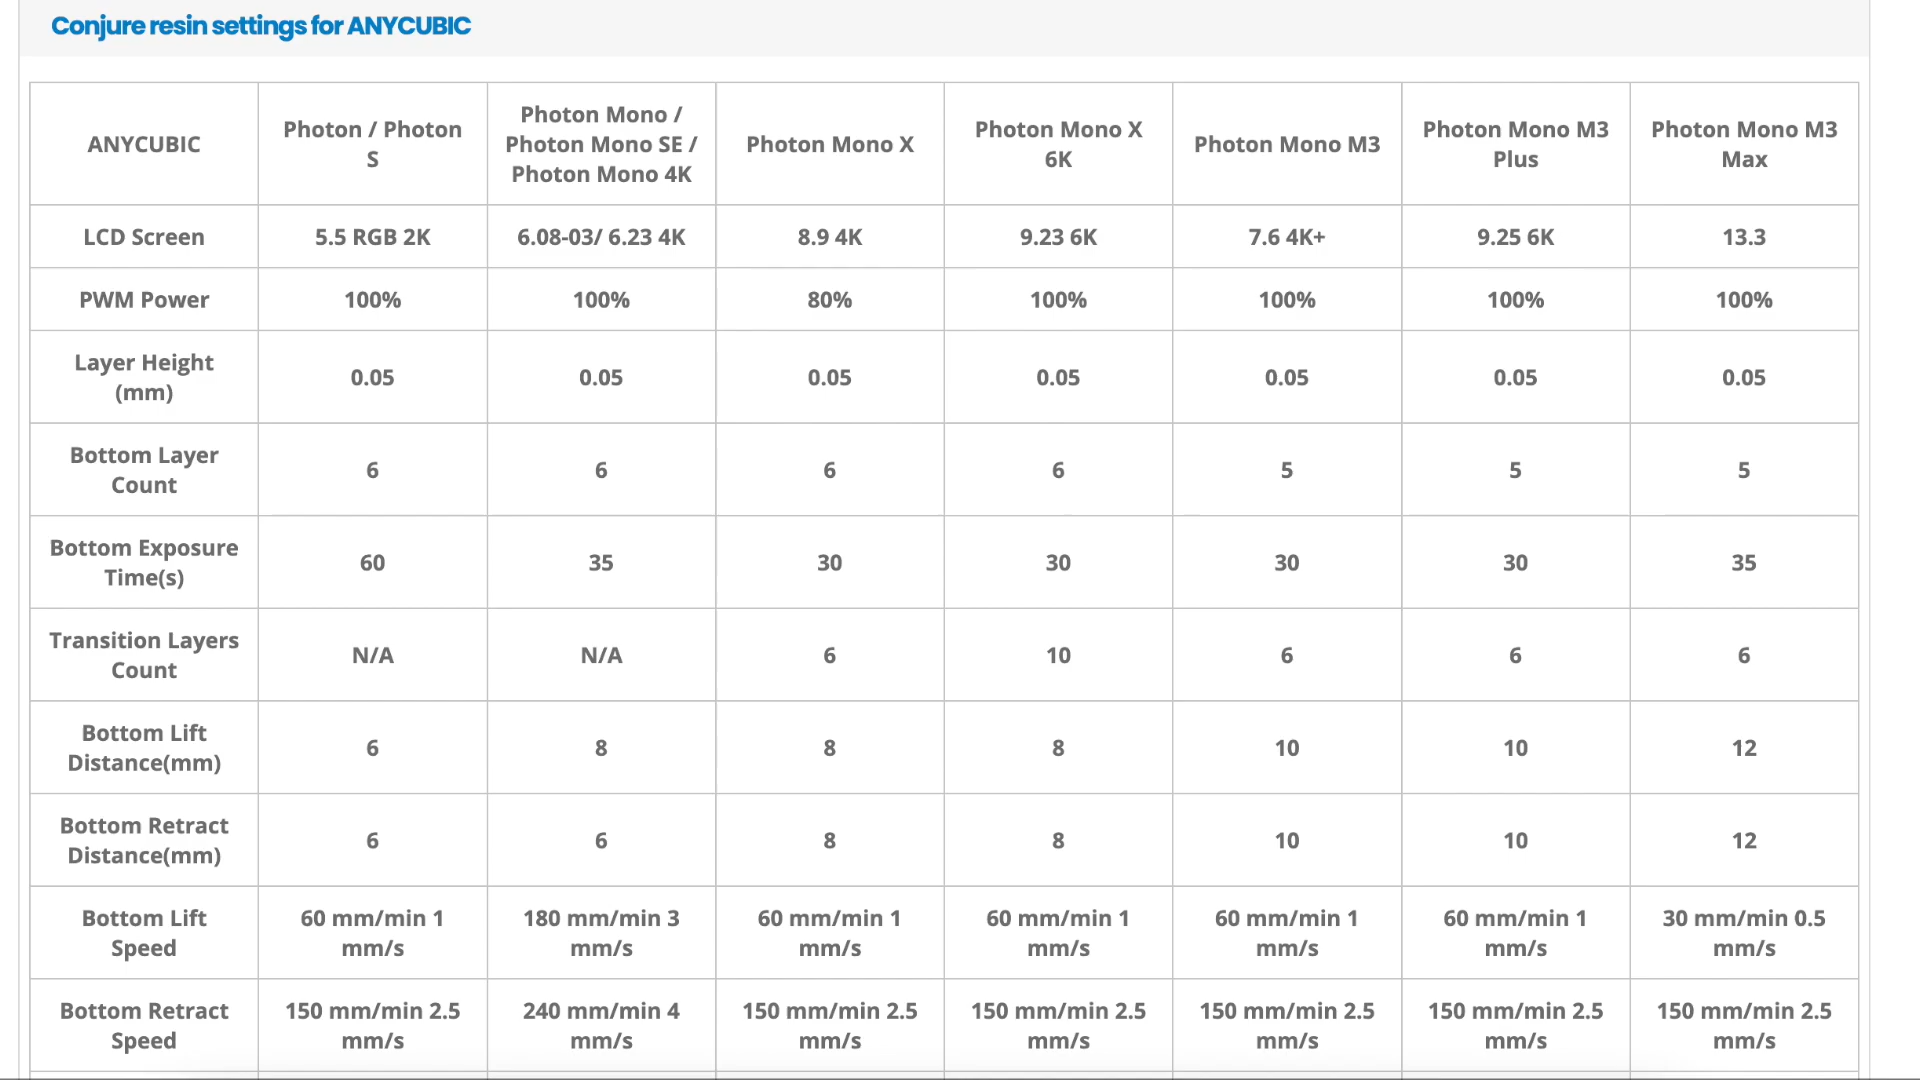 Conjure resin settings for ANYCUBIC
ANYCUBIC
Photon / Photon
S
Photon Mono /
Photon Mono SE /
Photon Mono 4K
Photon Mono X
Photon Mono X
6K
Photon Mono M3
Photon Mono M3
Plus
Photon Mono M3
Max
LCD Screen
5.5 RGB 2K
6.08-03/ 6.23 4K
8.9 4K
9.23 6K
7.6 4K+
9.25 6K
13.3
PWM Power
100%
100%
80%
100%
100%
100%
100%
Layer Height
(mm)
0.05
0.05
0.05
0.05
0.05
0.05
0.05
Bottom Layer
Count
6
6
6
6
5
5
5
Bottom Exposure
Time(s)
60
35
30
30
30
30
35
Transition Layers
Count
N/A
N/A
6
10
6
6
6
Bottom Lift
Distance(mm)
6
8
8
8
10
10
12
Bottom Retract
Distance(mm)
6
6
8
8
10
10
12
Bottom Lift
Speed
60 mm/min 1
mm/s
180 mm/min 3
mm/s
60 mm/min 1
mm/s
60 mm/min 1
mm/s
60 mm/min 1
mm/s
60 mm/min 1
mm/s
30 mm/min 0.5
mm/s
Bottom Retract
Speed
150 mm/min 2.5
mm/s
240 mm/min 4
mm/s
150 mm/min 2.5
mm/s
150 mm/min 2.5
mm/s
150 mm/min 2.5
mm/s
150 mm/min 2.5
mm/s
150 mm/min 2.5
mm/s